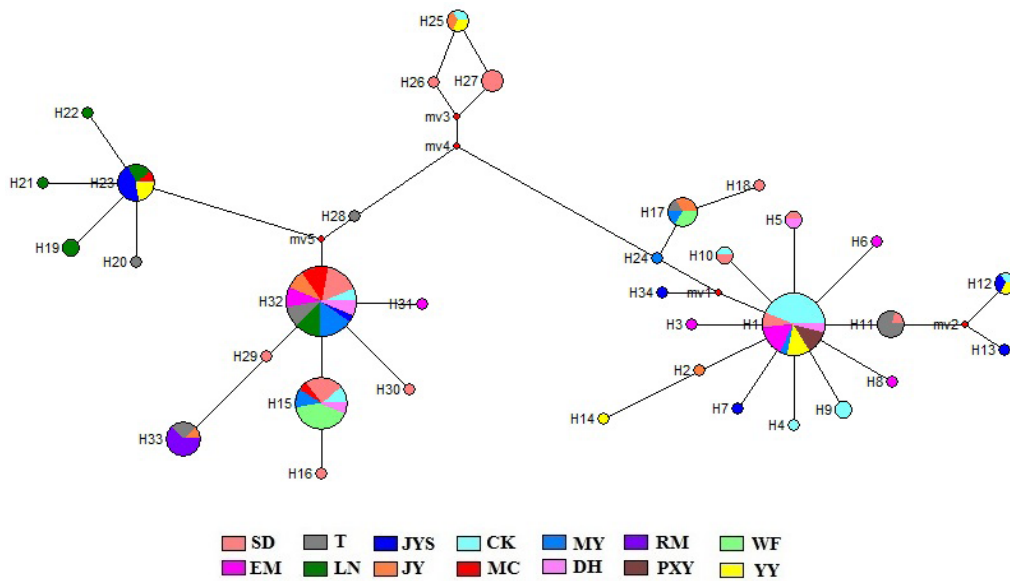 H25
H26
H27
mv3
mv4
H22
H21
H23
H19
H20
H28
mv5
H18
H17
H24
H5
H6
H10
H34
mv1
H12
H32
H31
H3
H1
H11
mv2
H13
H29
H2
H8
H30
H7
H9
H15
H14
H4
H33
H16
SD T JYS CK MY RM WF
EM LN JY MC DH PXY YY